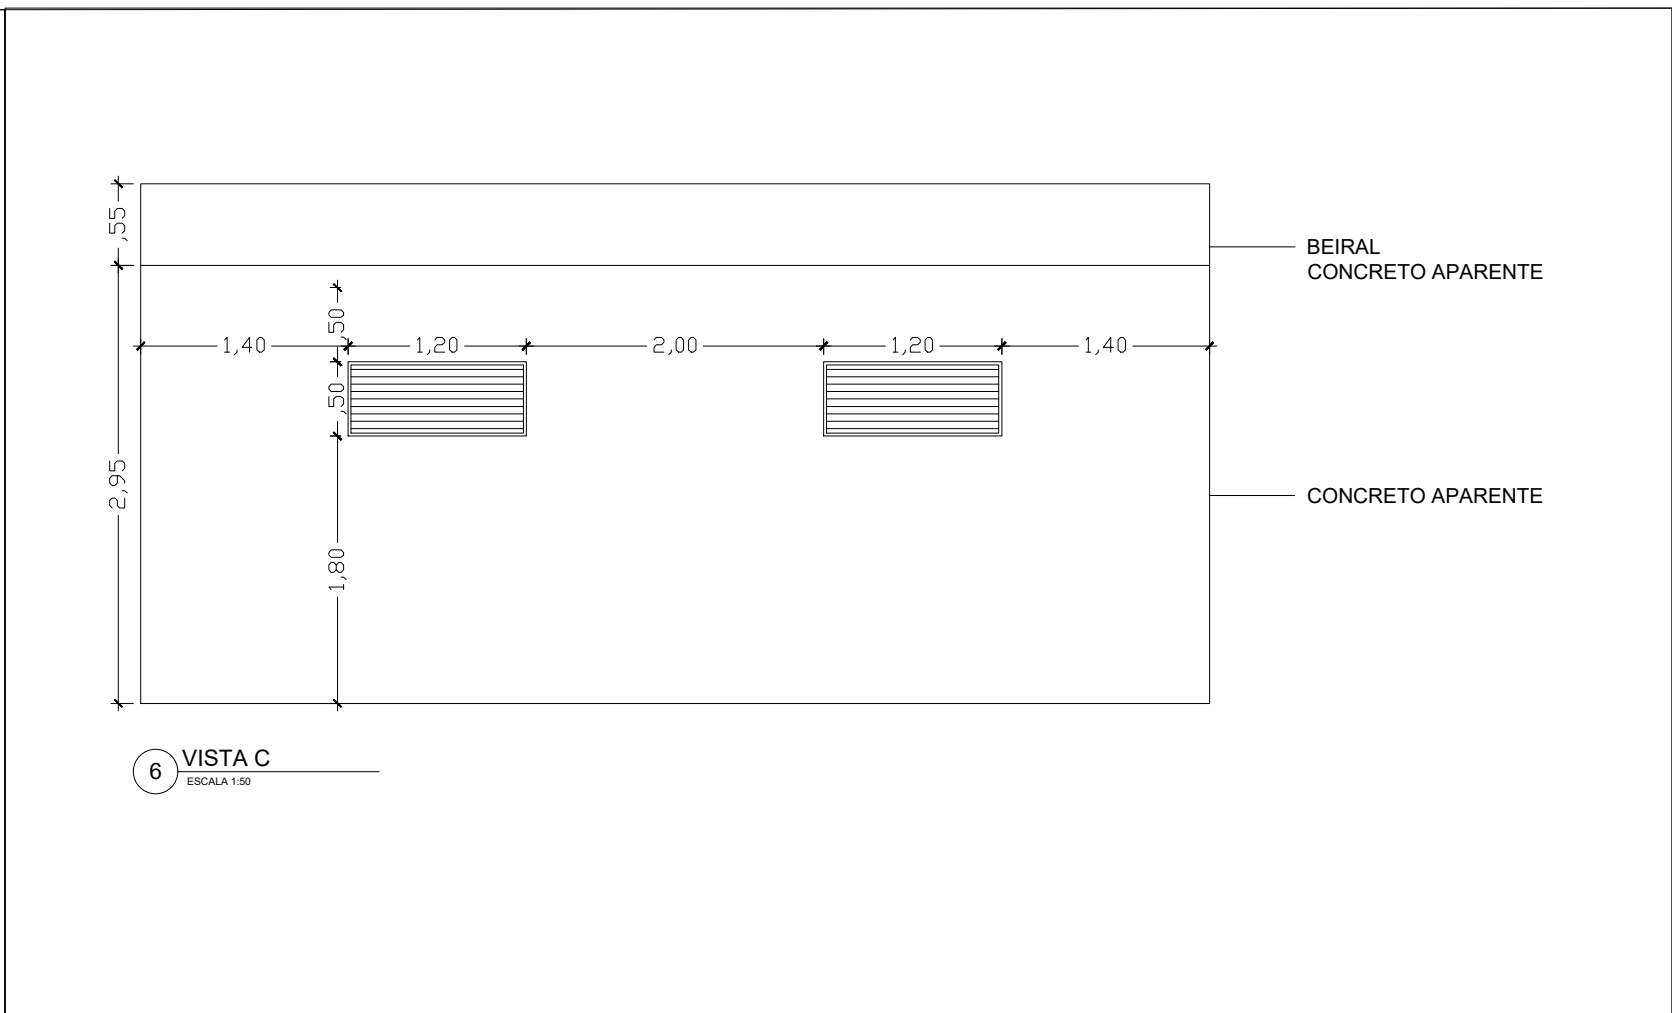 ,55
BEIRAL
CONCRETO APARENTE
,50
1,40
1,20
2,00
1,20
1,40
,50
2,95
CONCRETO APARENTE
1,80
6
VISTA C
ESCALA 1:50